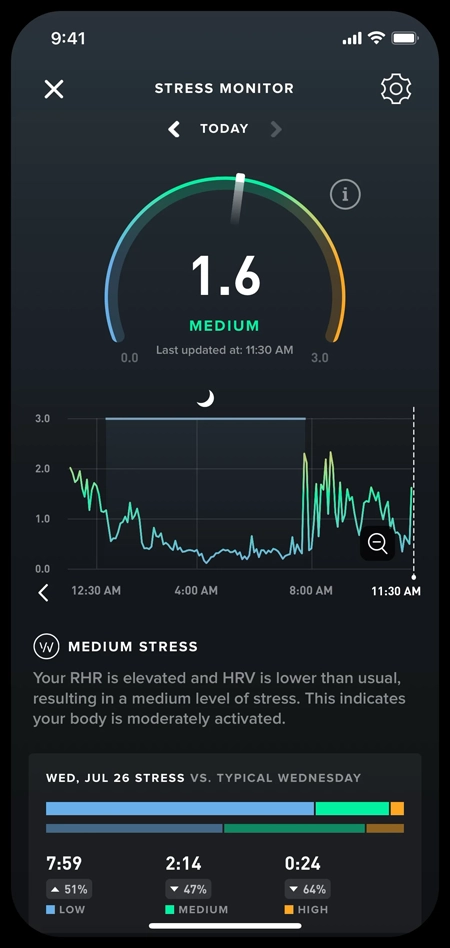 9:41
STRESS MONITOR
TODAY
i
1.6
MEDIUM
Last updated at: 11:30 AM
0.0
3.0
3.0
2.0
1.0
0.0
12:30 AM
4:00 AM
8:00 AM
11:30 AM
W MEDIUM STRESS
Your RHR is elevated and HRV is lower than usual,
resulting in a medium level of stress. This indicates
your body is moderately activated.
WED, JUL 26 STRESS VS. TYPICAL WEDNESDAY
7:59 2:14 0:24
51% 47% 64%
LOW MEDIUM HIGH